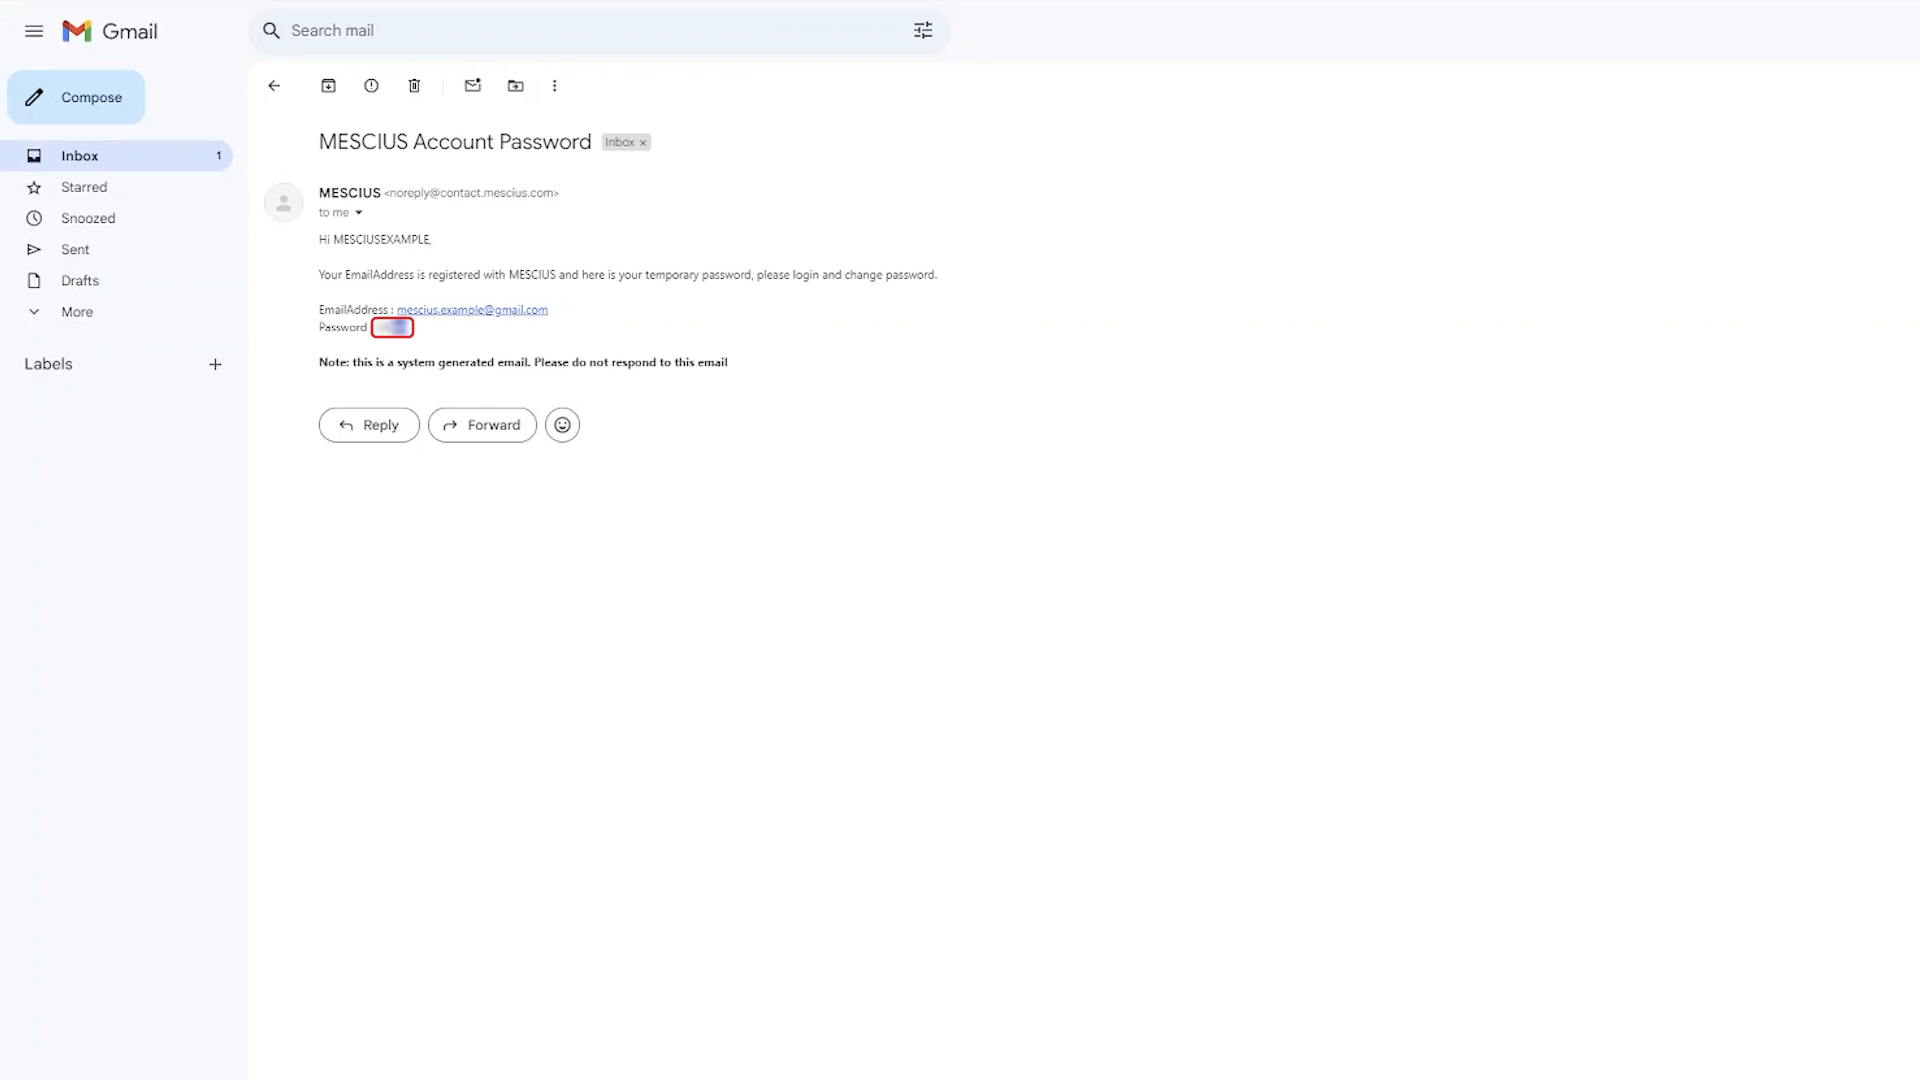 Gmail
Search mail
Compose
Inbox 1
Starred
Snoozed
Sent
Drafts
More
Labels
MESCIUS Account Password Inbox x
MESCIUS <noreply@contact.mescius.com>
to me
Hi MESCIUSEXAMPLE,
Your EmailAddress is registered with MESCIUS and here is your temporary password, please login and change password.
EmailAddress : mescius.example@gmail.com
Password
Note: this is a system generated email. Please do not respond to this email
Reply Forward